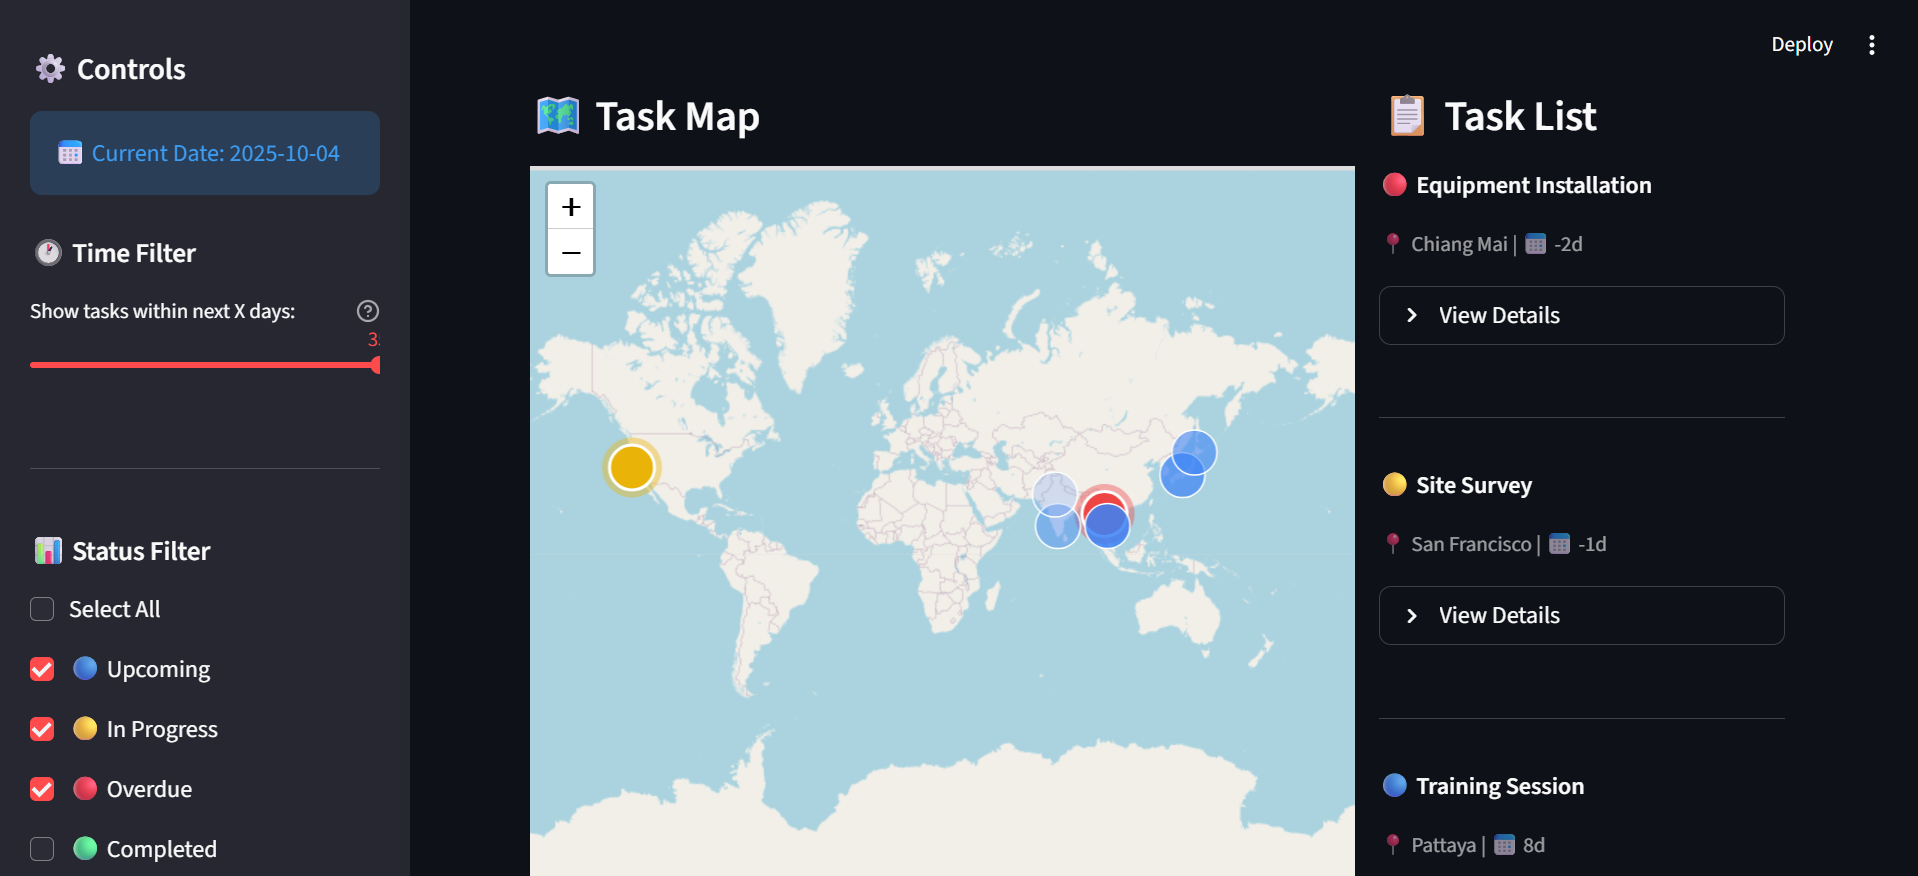 Controls
Current Date: 2025-10-04
Time Filter
Show tasks within next X days:
Status Filter
Select All
Upcoming
In Progress
Overdue
Completed
Deploy
Task Map
+
−
Task List
Equipment Installation
Chiang Mai | -2d
View Details
Site Survey
San Francisco | -1d
View Details
Training Session
Pattaya | 8d